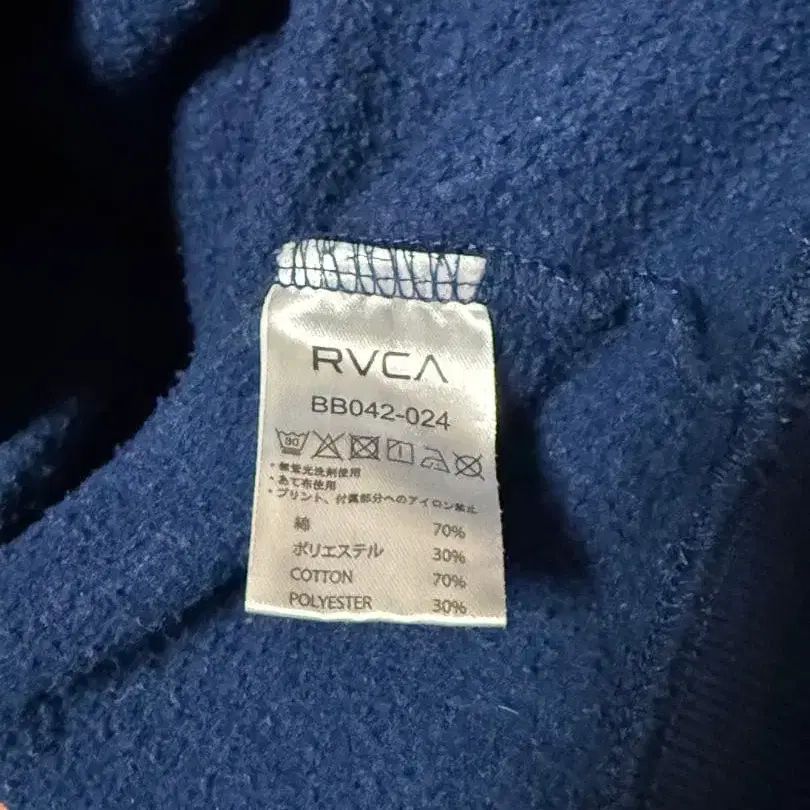 RVCA
BB042-024
・無蛍光洗剤使用
・あて布使用
・プリント、付属部分へのアイロン禁止
綿 70%
ポリエステル 30%
COTTON 70%
POLYESTER 30%